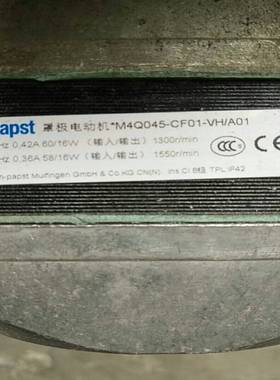 apst 罩极电动机*M4Q045-CF01-VH/A01
Hz 0,42A 60/16W (输入/输出) 1300r/min
Hz 0,36A 58/16W (输入/输出) 1550r/min
CCC
n-papst Mulfingen GmbH & Co.KG CN(N) Ins Cl B级 TPL:IP42